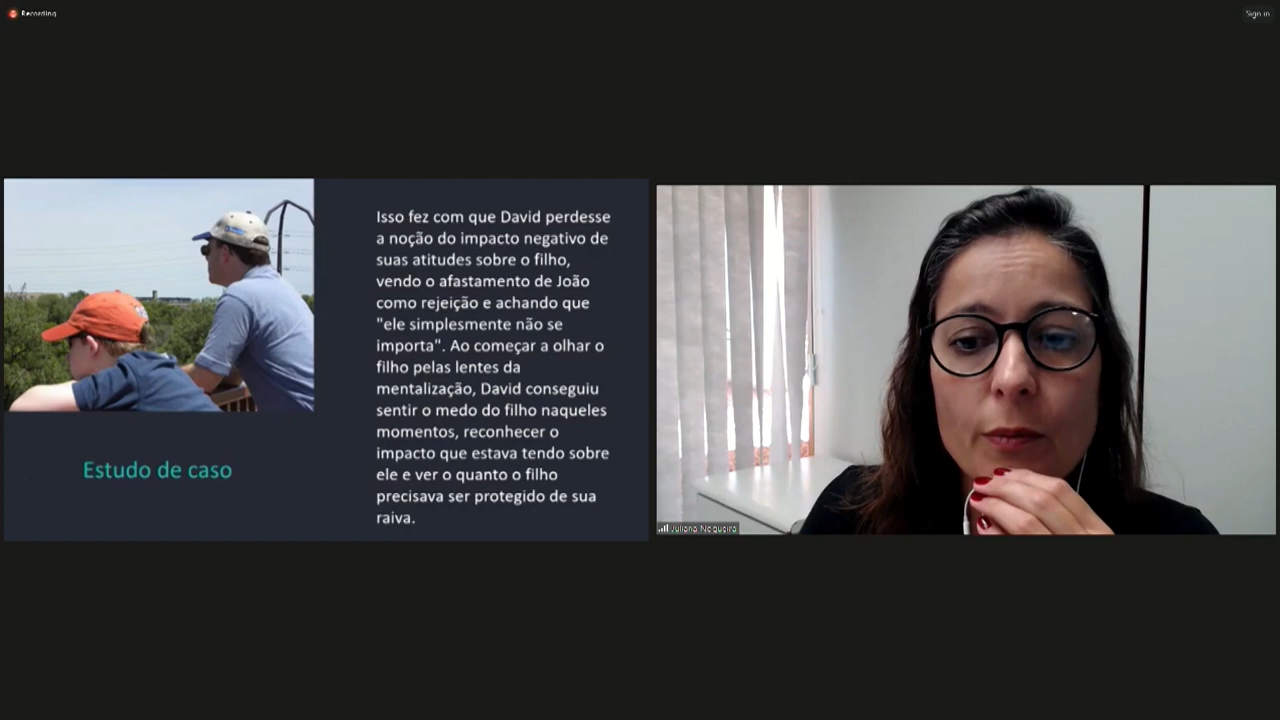 Recording
Sign in
Isso fez com que David perdesse
a noção do impacto negativo de
suas atitudes sobre o filho,
vendo o afastamento de João
como rejeição e achando que
"ele simplesmente não se
importa". Ao começar a olhar o
filho pelas lentes da
mentalização, David conseguiu
sentir o medo do filho naqueles
momentos, reconhecer o
impacto que estava tendo sobre
ele e ver o quanto o filho
precisava ser protegido de sua
raiva.
Estudo de caso
Juliana Nogueira